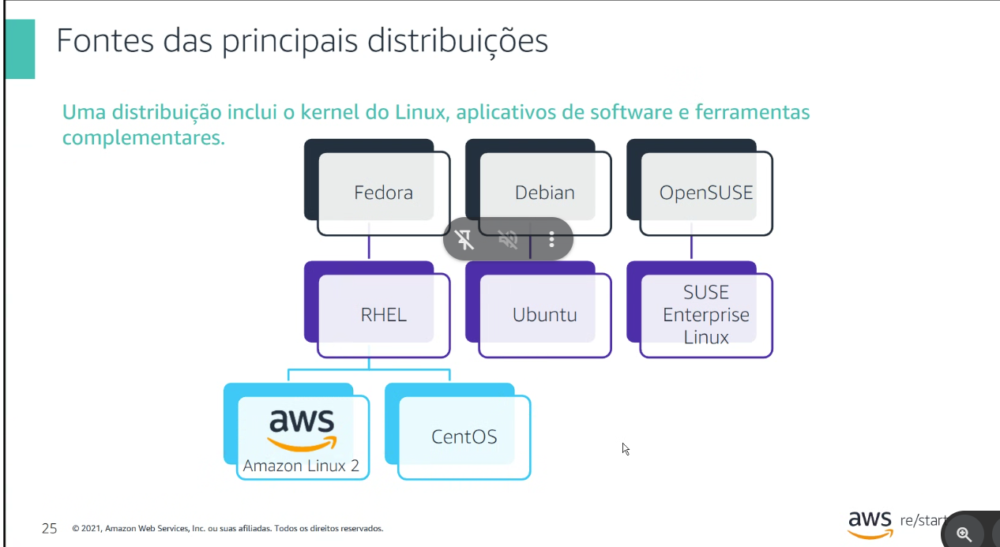 Fontes das principais distribuições
Uma distribuição inclui o kernel do Linux, aplicativos de software e ferramentas
complementares.
Fedora
Debian
OpenSUSE
RHEL
Ubuntu
SUSE
Enterprise
Linux
aws
Amazon Linux 2
CentOS
25
© 2021, Amazon Web Services, Inc. ou suas afiliadas. Todos os direitos reservados.
aws re/start